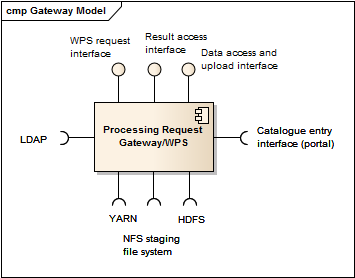 cmp Gateway Model
WPS request
interface
Result access
interface
Data access and
upload interface
Processing Request
Gateway/WPS
LDAP
Catalogue entry
interface (portal)
YARN
NFS staging
file system
HDFS